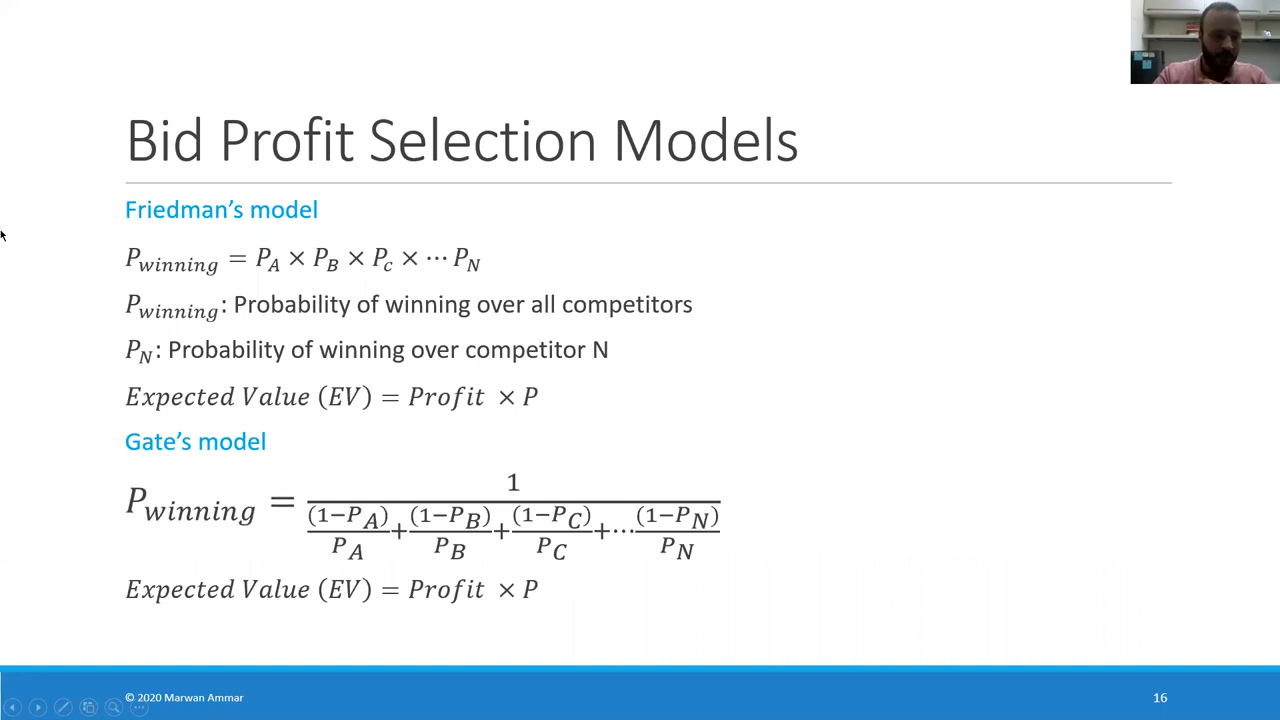 Bid Profit Selection Models
Friedman's model
P_winning = P_A × P_B × P_c × ⋯ P_N
P_winning: Probability of winning over all competitors
P_N: Probability of winning over competitor N
Expected Value (EV) = Profit × P
Gate's model
P_winning = 1 / ((1−P_A)/P_A + (1−P_B)/P_B + (1−P_C)/P_C + ⋯ (1−P_N)/P_N)
Expected Value (EV) = Profit × P
© 2020 Marwan Ammar
16